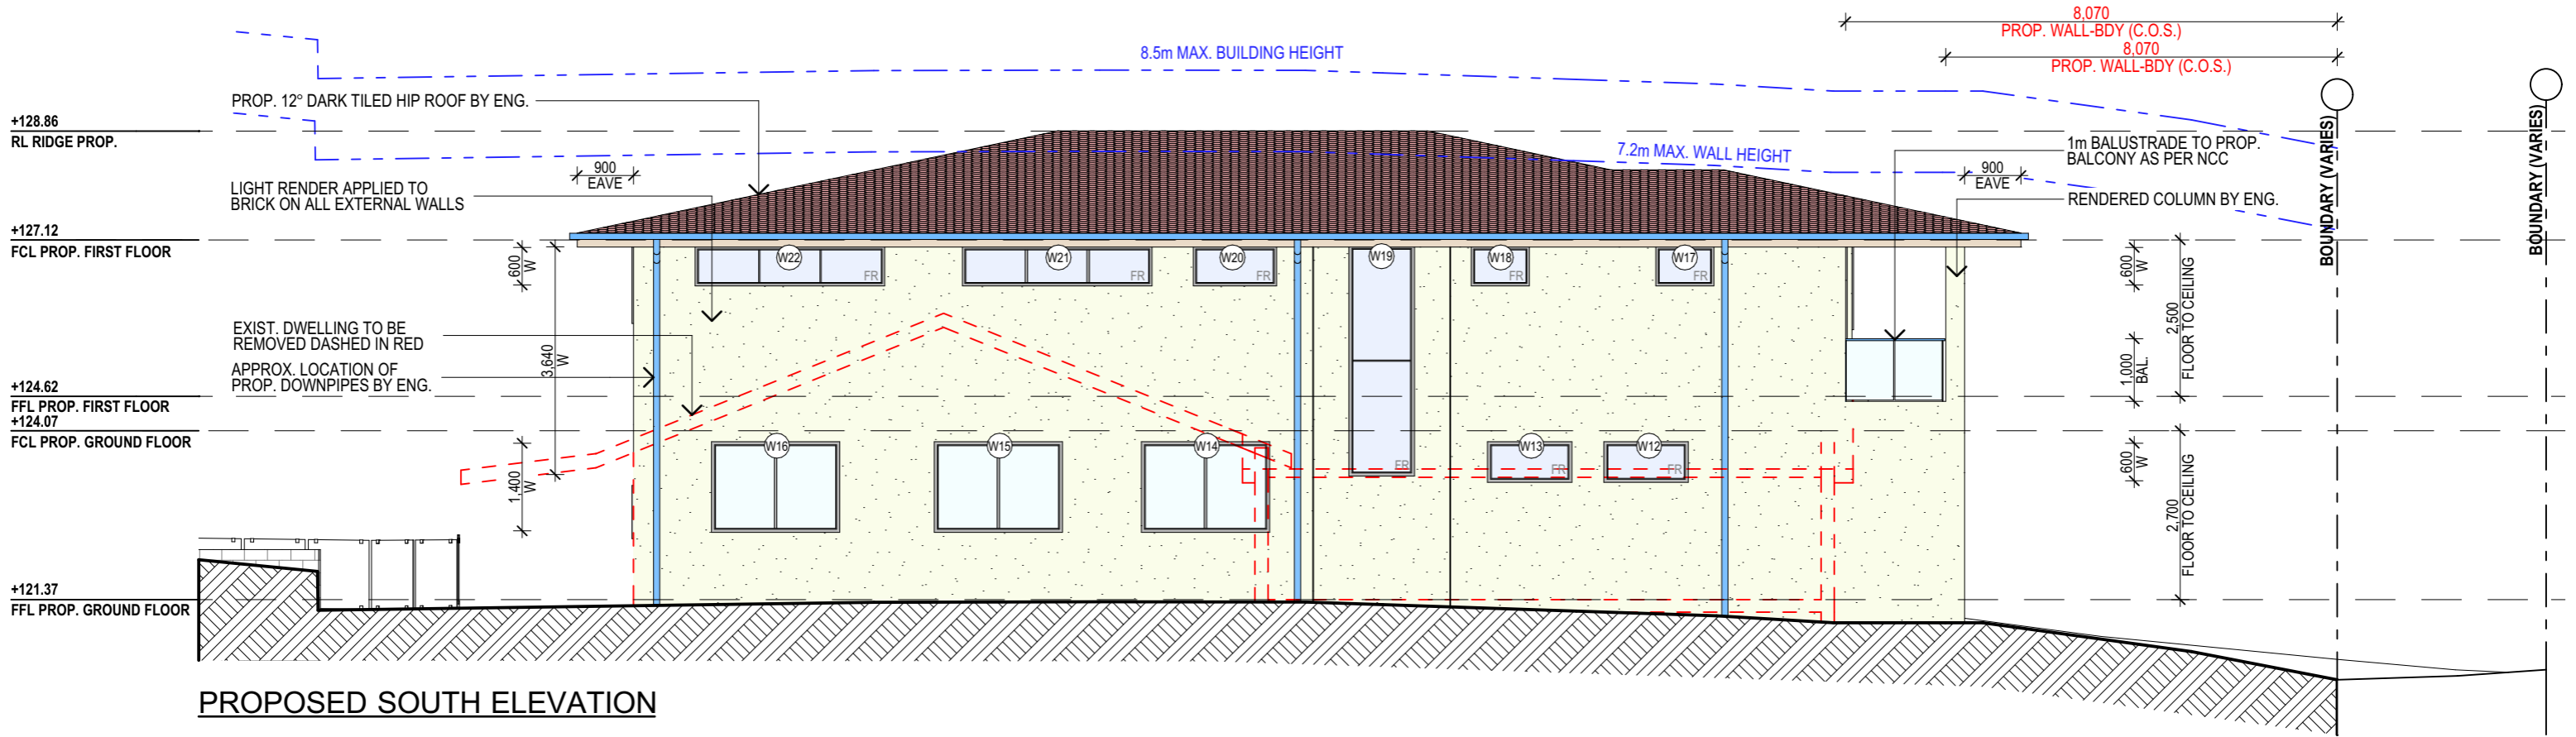 8,070
PROP. WALL-BDY (C.O.S.)
8,070
PROP. WALL-BDY (C.O.S.)
8.5m MAX. BUILDING HEIGHT
PROP. 12° DARK TILED HIP ROOF BY ENG.
+128.86
RL RIDGE PROP.
7.2m MAX. WALL HEIGHT
1m BALUSTRADE TO PROP.
BALCONY AS PER NCC
BOUNDARY (VARIES)
BOUNDARY (VARIES)
900
EAVE
900
EAVE
LIGHT RENDER APPLIED TO
BRICK ON ALL EXTERNAL WALLS
RENDERED COLUMN BY ENG.
+127.12
FCL PROP. FIRST FLOOR
600
W
W22
FR
W21
FR
W20
FR
W19
FR
W18
FR
W17
FR
600
W
2,500
FLOOR TO CEILING
EXIST. DWELLING TO BE
REMOVED DASHED IN RED
3,640
W
APPROX. LOCATION OF
PROP. DOWNPIPES BY ENG.
1,000
BAL.
+124.62
FFL PROP. FIRST FLOOR
+124.07
FCL PROP. GROUND FLOOR
1,400
W
W16
W15
W14
W13
FR
W12
FR
600
W
2,700
FLOOR TO CEILING
+121.37
FFL PROP. GROUND FLOOR
PROPOSED SOUTH ELEVATION